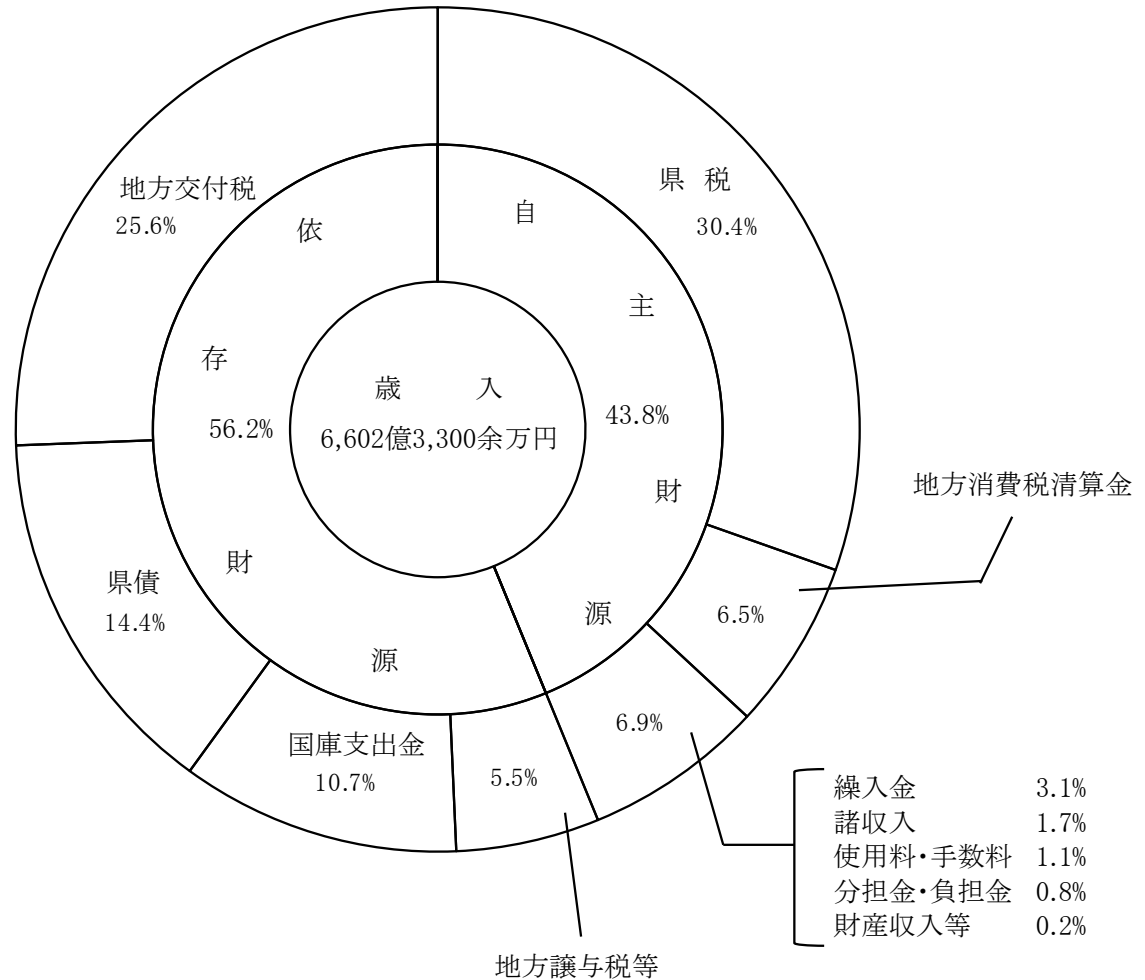 地方交付税
25.6%
県 税
30.4%
依
存
財
源
56.2%
自
主
財
源
43.8%
歳 入
6,602億3,300余万円
地方消費税清算金
6.5%
6.9%
県債
14.4%
国庫支出金
10.7%
5.5%
地方譲与税等
繰入金 3.1%
諸収入 1.7%
使用料・手数料 1.1%
分担金・負担金 0.8%
財産収入等 0.2%